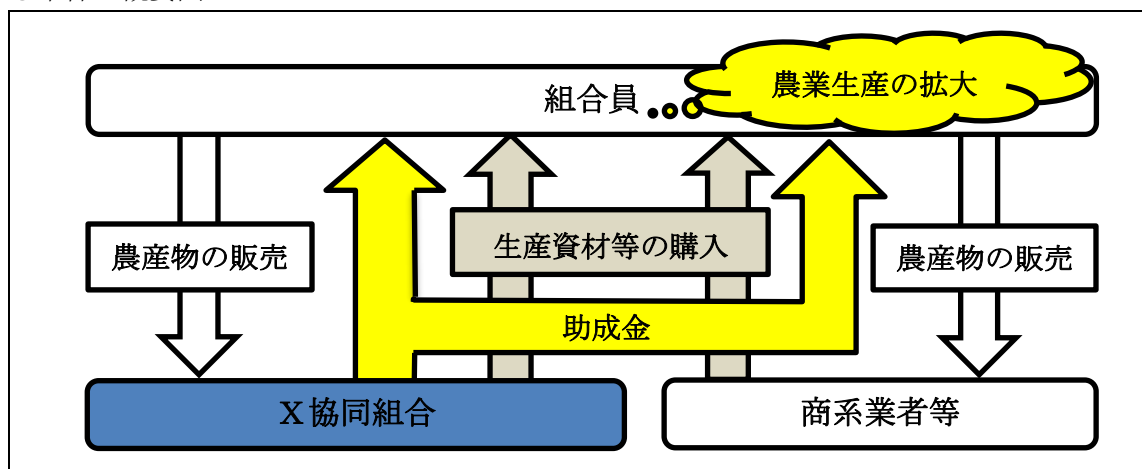 農業生産の拡大
組合員
農産物の販売
生産資材等の購入
農産物の販売
助成金
Ⅹ協同組合
商系業者等